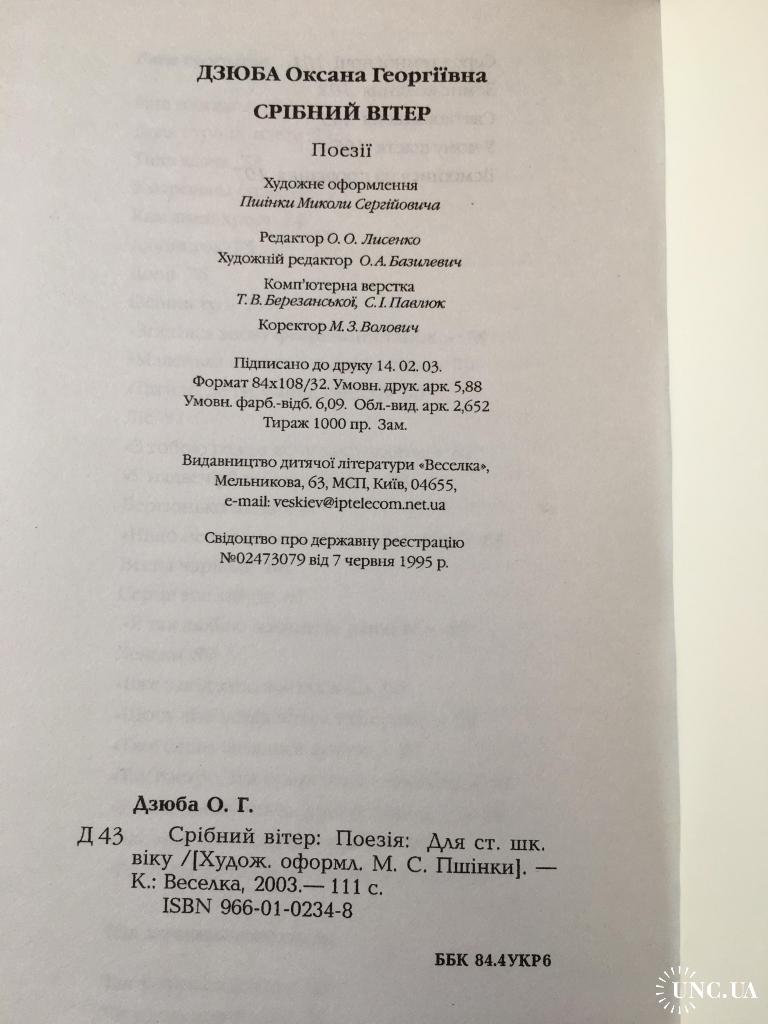 ДЗЮБА Оксана Георгіївна
СРІБНИЙ ВІТЕР
Поезії
Художнє оформлення
Пшінки Миколи Сергійовича
Редактор О. О. Лисенко
Художній редактор О.А. Базилевич
Комп'ютерна верстка
Т. В. Березанської, С. І. Павлюк
Коректор М. З. Волович
Підписано до друку 14. 02. 03.
Формат 84х108/32. Умовн. друк. арк. 5,88
Умовн. фарб.-відб. 6,09. Обл.-вид. арк. 2,652
Тираж 1000 пр. Зам.
Видавництво дитячої літератури «Веселка»,
Мельникова, 63, МСП, Київ, 04655,
e-mail: veskiev@iptelecom.net.ua
Свідоцтво про державну реєстрацію
№02473079 від 7 червня 1995 р.
Дзюба О. Г.
Д 43 Срібний вітер: Поезія: Для ст. шк.
віку /[Худож. оформл. М. С. Пшінки]. —
К.: Веселка, 2003.— 111 с.
ISBN 966-01-0234-8
ББК 84.4УКР6
UNC.UA